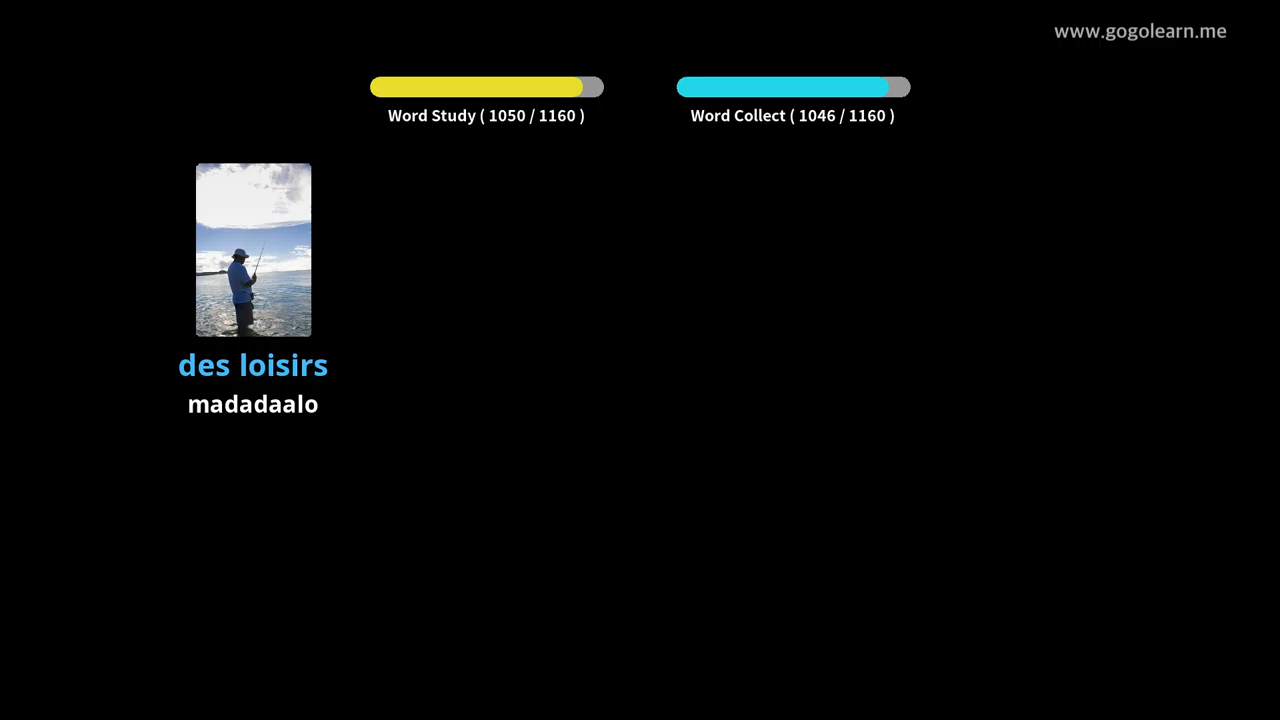 www.gogolearn.me
Word Study ( 1050 / 1160 )
Word Collect ( 1046 / 1160 )
des loisirs
madadaalo